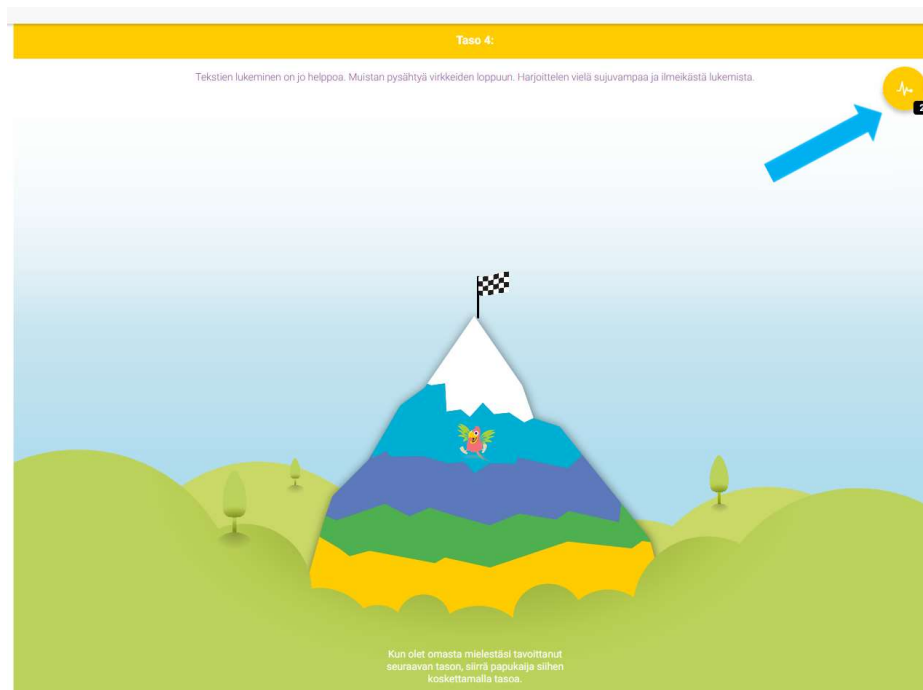 Taso 4:
Tekstien lukeminen on jo helppoa. Muistan pysähtyä virkkeiden loppuun. Harjoittelen vielä sujuvampaa ja ilmeikästä lukemista.
2
Kun olet omasta mielestäsi tavoittanut
seuraavan tason, siirrä papukaija siihen
koskettamalla tasoa.